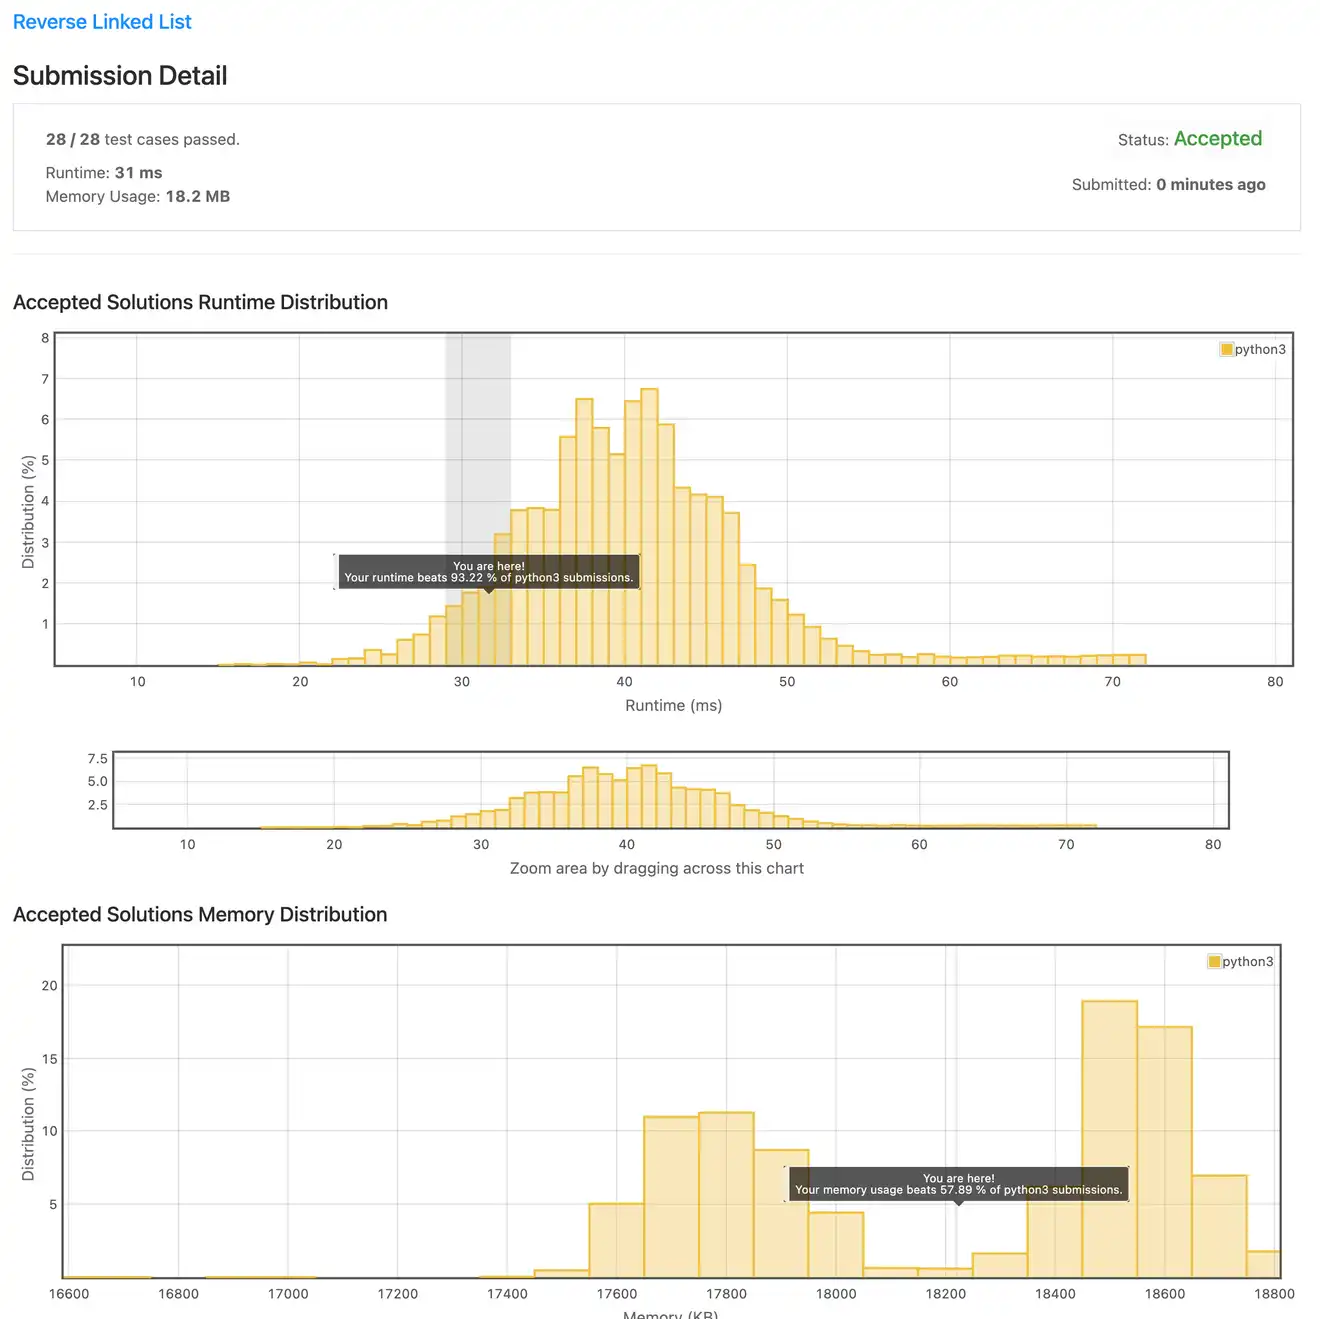 Reverse Linked List
Submission Detail
28 / 28 test cases passed.
Status: Accepted
Runtime: 31 ms
Memory Usage: 18.2 MB
Submitted: 0 minutes ago
Accepted Solutions Runtime Distribution
8
7
6
5
4
3
2
1
Distribution (%)
python3
You are here!
Your runtime beats 93.22 % of python3 submissions.
10 20 30 40 50 60 70 80
Runtime (ms)
7.5
5.0
2.5
10 20 30 40 50 60 70 80
Zoom area by dragging across this chart
Accepted Solutions Memory Distribution
20
15
10
5
Distribution (%)
python3
You are here!
Your memory usage beats 57.89 % of python3 submissions.
16600 16800 17000 17200 17400 17600 17800 18000 18200 18400 18600 18800
Memory (KB)